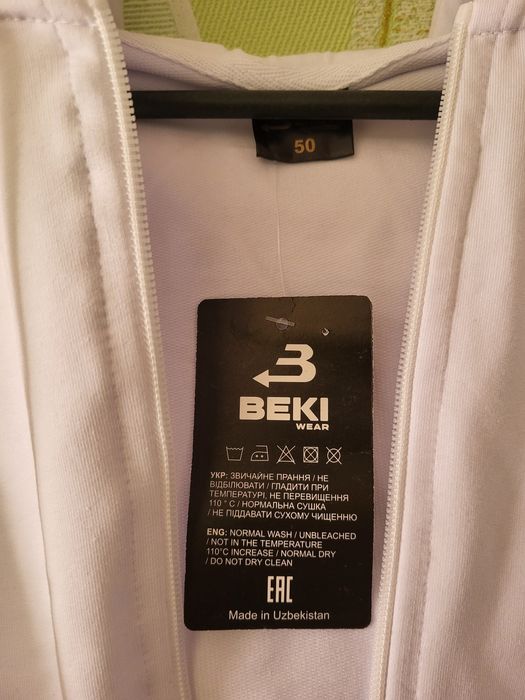 50
BEKI
WEAR
УКР: ЗВИЧАЙНЕ ПРАННЯ / НЕ
ВІДБІЛЮВАТИ / ГЛАДИТИ ПРИ
ТЕМПЕРАТУРІ, НЕ ПЕРЕВИЩЕННЯ
110 ° С / НОРМАЛЬНА СУШКА
/ НЕ ПІДДАВАТИ СУХОМУ ЧИЩЕННЮ
ENG: NORMAL WASH / UNBLEACHED
/ NOT IN THE TEMPERATURE
110°C INCREASE / NORMAL DRY
/ DO NOT DRY CLEAN
EAC
Made in Uzbekistan